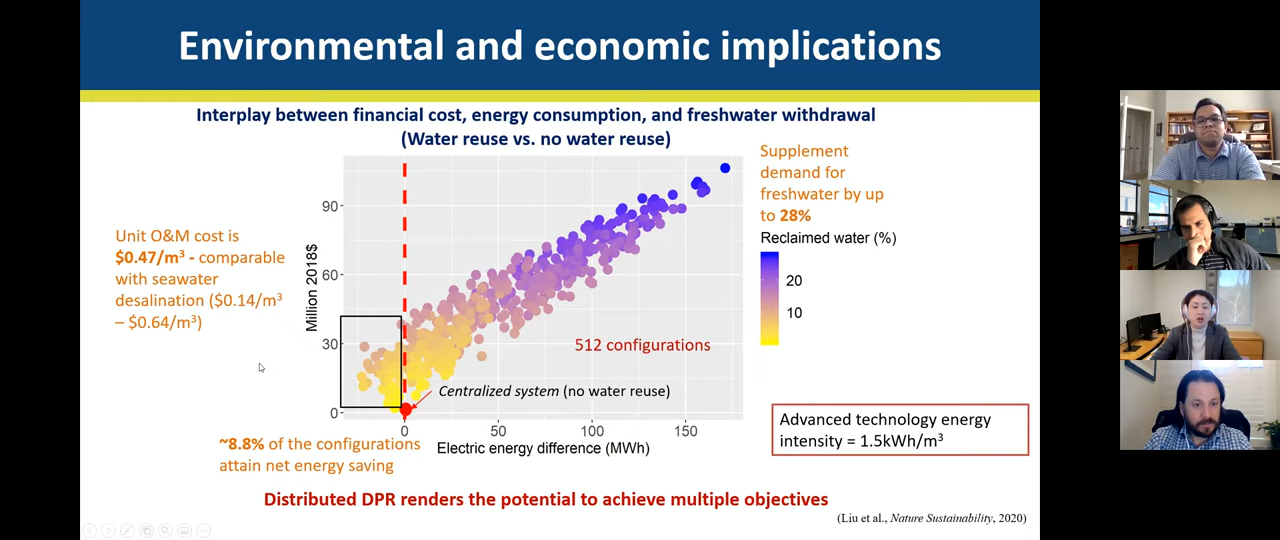 Environmental and economic implications
Interplay between financial cost, energy consumption, and freshwater withdrawal
(Water reuse vs. no water reuse)
Supplement
demand for
freshwater by up
to 28%
Reclaimed water (%)
20
10
Unit O&M cost is
$0.47/m³ - comparable
with seawater
desalination ($0.14/m³
– $0.64/m³)
Million 2018$
90
60
30
0
512 configurations
Centralized system (no water reuse)
0
50
100
150
Electric energy difference (MWh)
~8.8% of the configurations
attain net energy saving
Advanced technology energy
intensity = 1.5kWh/m³
Distributed DPR renders the potential to achieve multiple objectives
(Liu et al., Nature Sustainability, 2020)